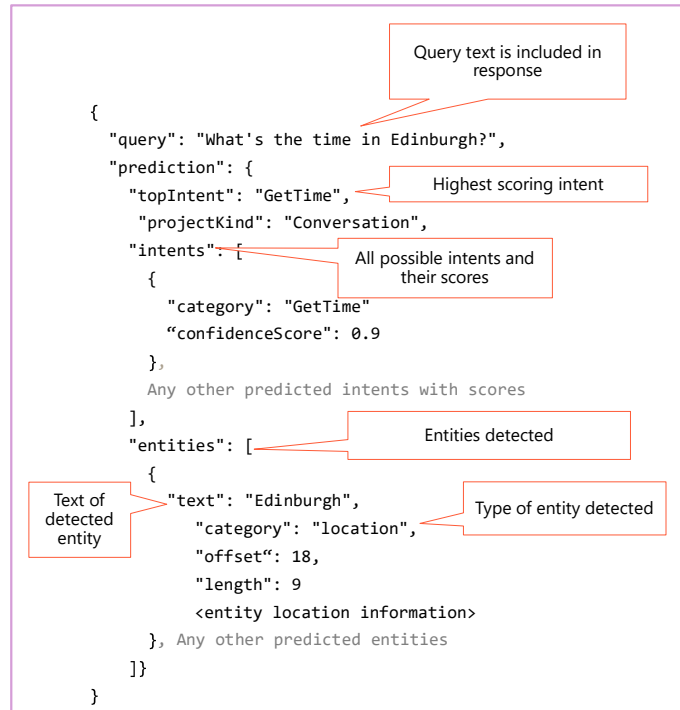 Query text is included in
response
{
"query": "What's the time in Edinburgh?",
"prediction": {
"topIntent": "GetTime",
Highest scoring intent
"projectKind": "Conversation",
"intents": [
All possible intents and
their scores
{
"category": "GetTime"
“confidenceScore": 0.9
},
Any other predicted intents with scores
],
"entities": [
Entities detected
{
Text of
detected
entity
"text": "Edinburgh",
"category": "location",
Type of entity detected
"offset“: 18,
"length": 9
<entity location information>
}, Any other predicted entities
]}
}